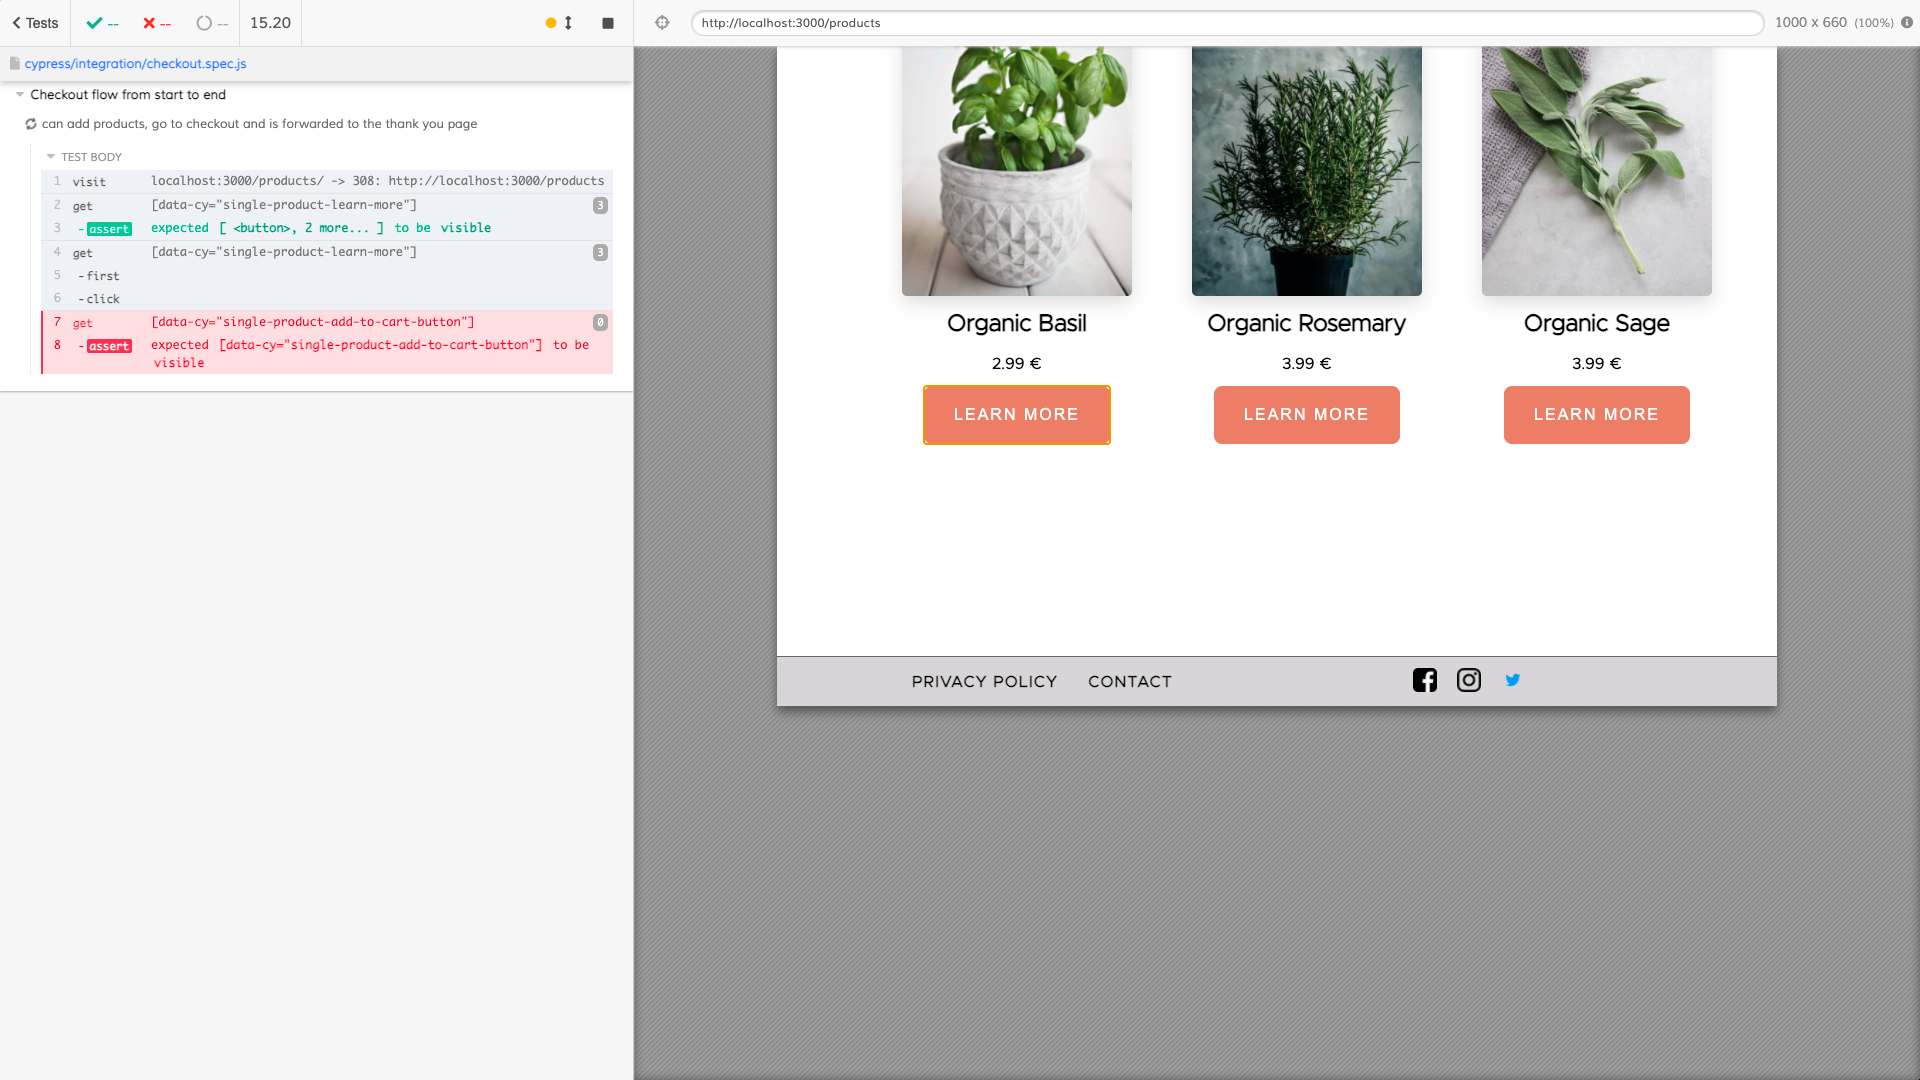 Tests
--
--
--
15.20
http://localhost:3000/products
1000 x 660 (100%)
cypress/integration/checkout.spec.js
Checkout flow from start to end
can add products, go to checkout and is forwarded to the thank you page
TEST BODY
1 visit localhost:3000/products/ -> 308: http://localhost:3000/products
2 get [data-cy="single-product-learn-more"] 3
3 -assert expected [ <button>, 2 more... ] to be visible
4 get [data-cy="single-product-learn-more"] 3
5 -first
6 -click
7 get [data-cy="single-product-add-to-cart-button"] 0
8 -assert expected [data-cy="single-product-add-to-cart-button"] to be
visible
Organic Basil
2.99 €
LEARN MORE
Organic Rosemary
3.99 €
LEARN MORE
Organic Sage
3.99 €
LEARN MORE
PRIVACY POLICY CONTACT